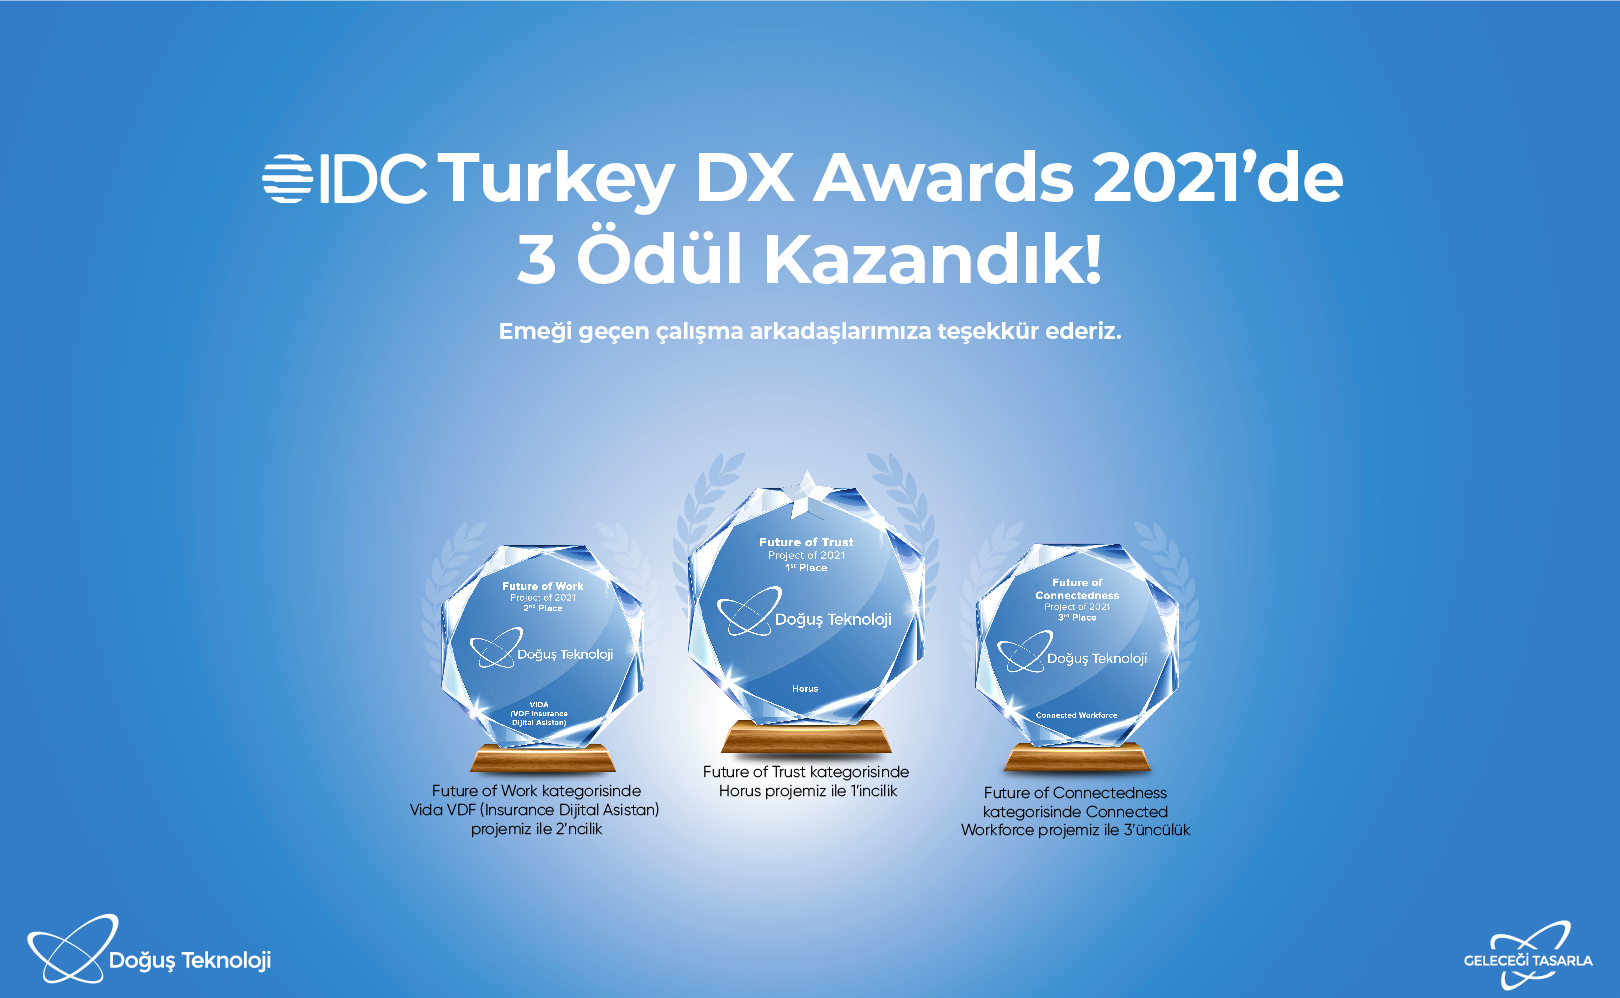 IDC Turkey DX Awards 2021’de
3 Ödül Kazandık!
Emeği geçen çalışma arkadaşlarımıza teşekkür ederiz.
Future of Work
Project of 2021
2nd Place
Doğuş Teknoloji
VIDA
(VDF Insurance
Dijital Asistan)
Future of Work kategorisinde
Vida VDF (Insurance Dijital Asistan)
projemiz ile 2’ncilik
Future of Trust
Project of 2021
1st Place
Doğuş Teknoloji
Horus
Future of Trust kategorisinde
Horus projemiz ile 1’incilik
Future of
Connectedness
Project of 2021
3rd Place
Doğuş Teknoloji
Connected Workforce
Future of Connectedness
kategorisinde Connected
Workforce projemiz ile 3’üncülük
Doğuş Teknoloji
GELECEĞİ TASARLA